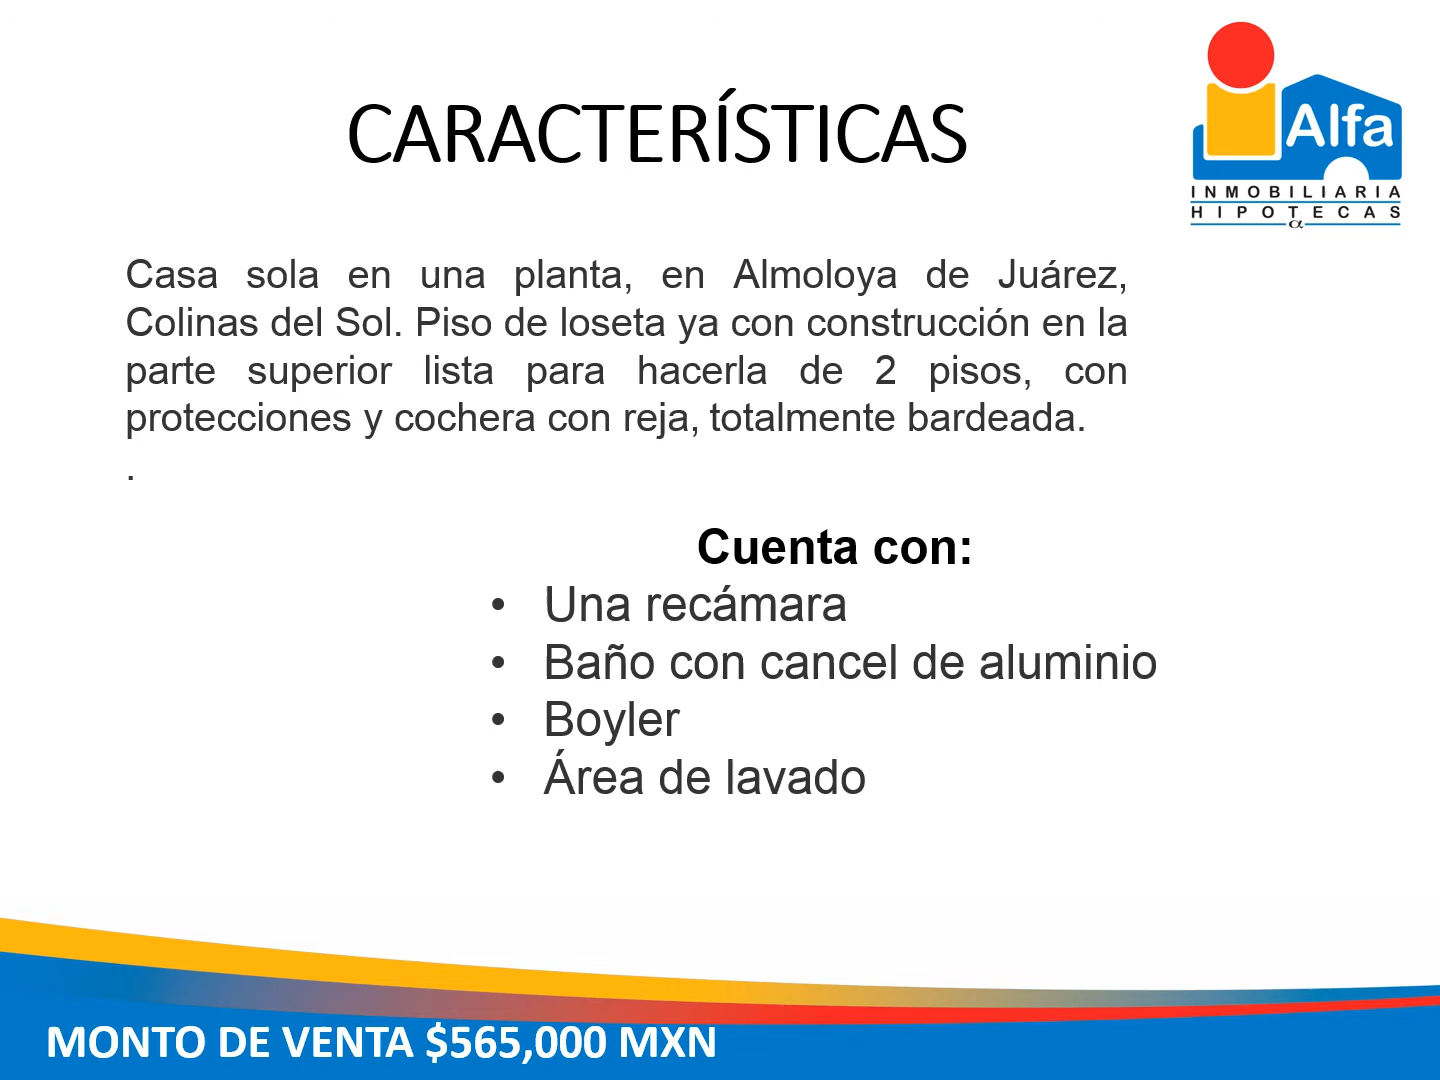 CARACTERÍSTICAS
Alfa
INMOBILIARIA
HIPOTECAS
α
Casa sola en una planta, en Almoloya de Juárez,
Colinas del Sol. Piso de loseta ya con construcción en la
parte superior lista para hacerla de 2 pisos, con
protecciones y cochera con reja, totalmente bardeada.
.
Cuenta con:
• Una recámara
• Baño con cancel de aluminio
• Boyler
• Área de lavado
MONTO DE VENTA $565,000 MXN